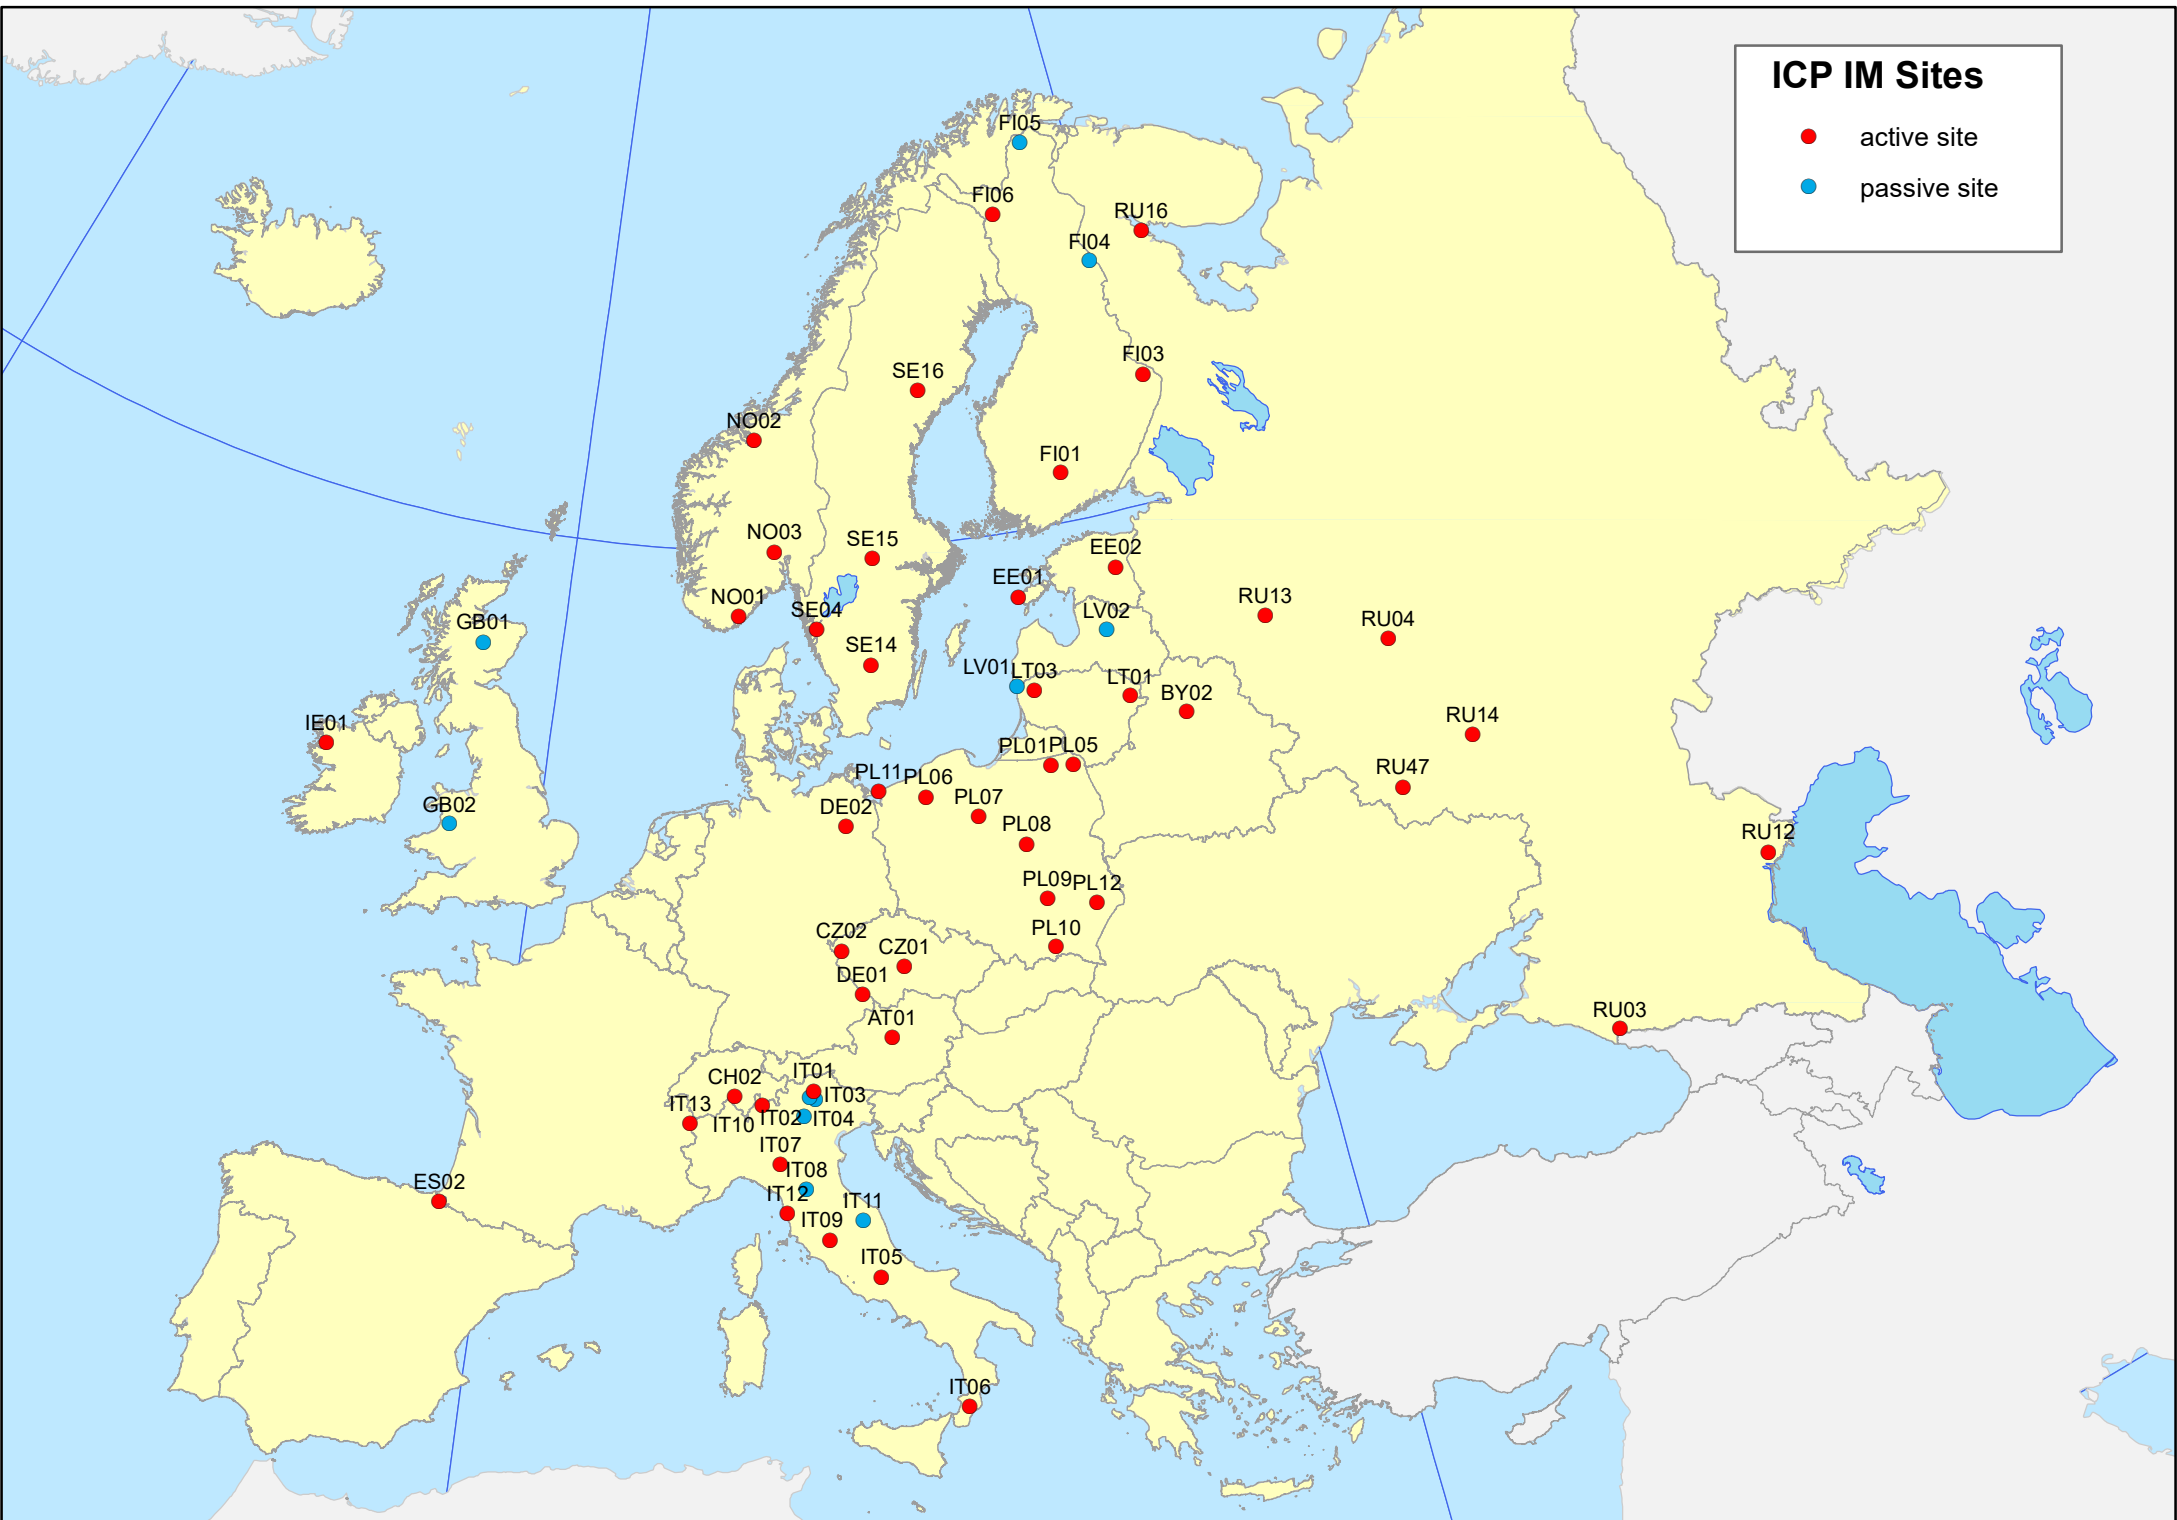 ICP IM Sites
active site
passive site
FI05
FI06
RU16
FI04
FI03
SE16
NO02
FI01
NO03
SE15
EE02
EE01
NO01
SE04
LV02
RU13
RU04
GB01
SE14
LV01
LT03
LT01
BY02
IE01
RU14
PL01
PL05
RU47
PL11
PL06
PL07
GB02
DE02
PL08
RU12
PL09
PL12
CZ02
CZ01
PL10
DE01
AT01
RU03
CH02
IT01
IT03
IT13
IT10
IT02
IT04
IT07
IT08
ES02
IT12
IT11
IT09
IT05
IT06